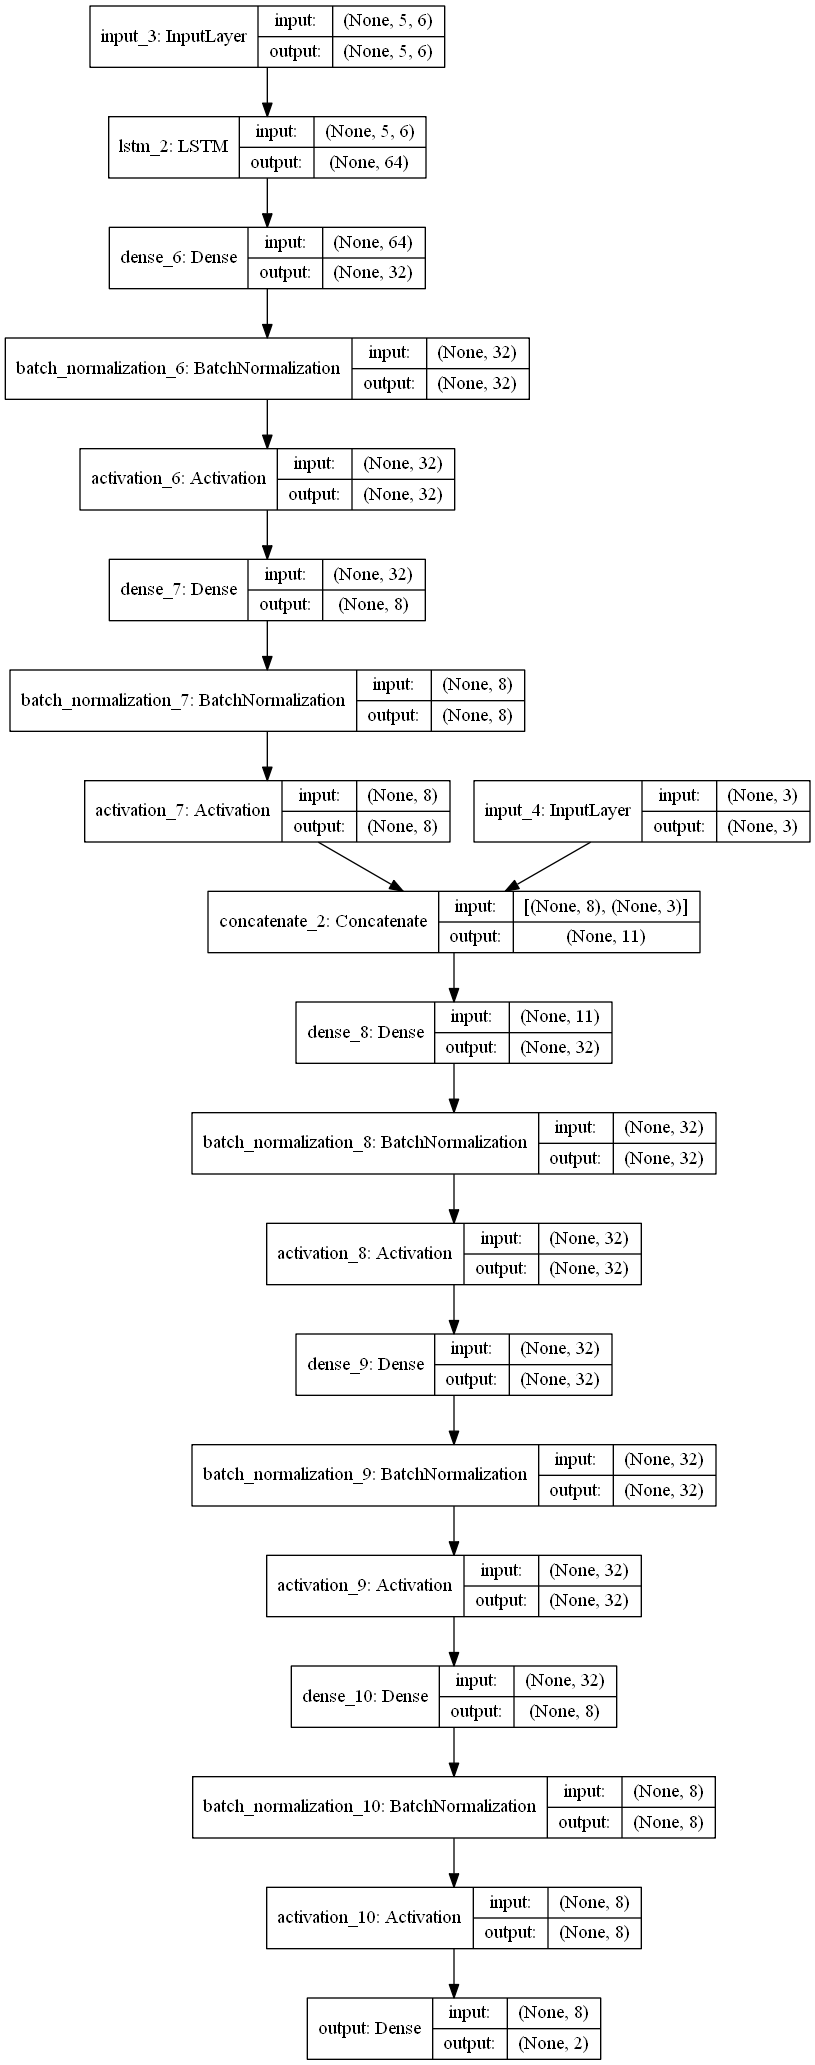 input_3: InputLayer
input: (None, 5, 6)
output: (None, 5, 6)
lstm_2: LSTM
input: (None, 5, 6)
output: (None, 64)
dense_6: Dense
input: (None, 64)
output: (None, 32)
batch_normalization_6: BatchNormalization
input: (None, 32)
output: (None, 32)
activation_6: Activation
input: (None, 32)
output: (None, 32)
dense_7: Dense
input: (None, 32)
output: (None, 8)
batch_normalization_7: BatchNormalization
input: (None, 8)
output: (None, 8)
activation_7: Activation
input: (None, 8)
output: (None, 8)
input_4: InputLayer
input: (None, 3)
output: (None, 3)
concatenate_2: Concatenate
input: [(None, 8), (None, 3)]
output: (None, 11)
dense_8: Dense
input: (None, 11)
output: (None, 32)
batch_normalization_8: BatchNormalization
input: (None, 32)
output: (None, 32)
activation_8: Activation
input: (None, 32)
output: (None, 32)
dense_9: Dense
input: (None, 32)
output: (None, 32)
batch_normalization_9: BatchNormalization
input: (None, 32)
output: (None, 32)
activation_9: Activation
input: (None, 32)
output: (None, 32)
dense_10: Dense
input: (None, 32)
output: (None, 8)
batch_normalization_10: BatchNormalization
input: (None, 8)
output: (None, 8)
activation_10: Activation
input: (None, 8)
output: (None, 8)
output: Dense
input: (None, 8)
output: (None, 2)